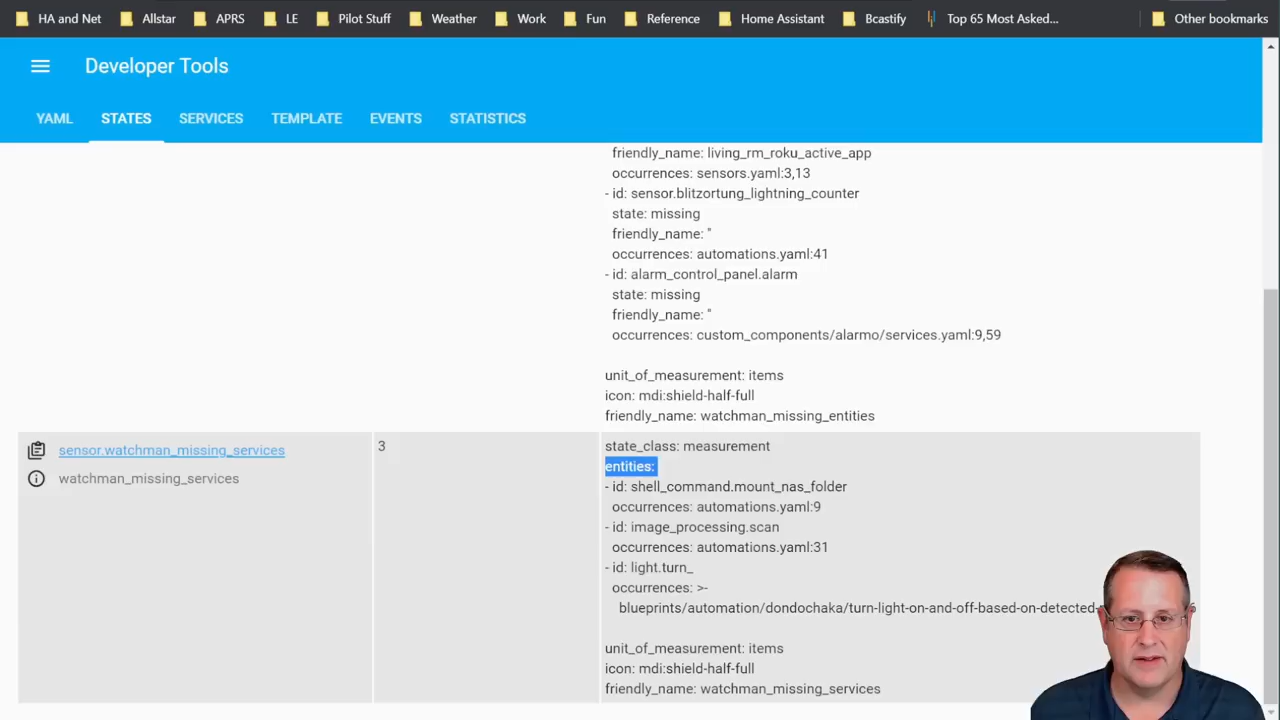 HA and Net Allstar APRS LE Pilot Stuff Weather Work Fun Reference Home Assistant Bcastify Top 65 Most Asked... Other bookmarks
Developer Tools
YAML STATES SERVICES TEMPLATE EVENTS STATISTICS
friendly_name: living_rm_roku_active_app
occurrences: sensors.yaml:3,13
- id: sensor.blitzortung_lightning_counter
state: missing
friendly_name: ''
occurrences: automations.yaml:41
- id: alarm_control_panel.alarm
state: missing
friendly_name: ''
occurrences: custom_components/alarmo/services.yaml:9,59
unit_of_measurement: items
icon: mdi:shield-half-full
friendly_name: watchman_missing_entities
sensor.watchman_missing_services 3 state_class: measurement
watchman_missing_services entities:
- id: shell_command.mount_nas_folder
occurrences: automations.yaml:9
- id: image_processing.scan
occurrences: automations.yaml:31
- id: light.turn_
occurrences: >-
blueprints/automation/dondochaka/turn-light-on-and-off-based-on-detected-
unit_of_measurement: items
icon: mdi:shield-half-full
friendly_name: watchman_missing_services